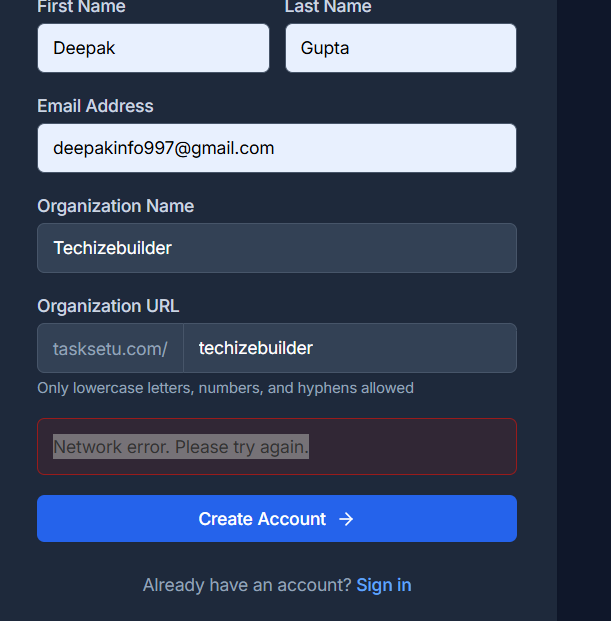 First Name Last Name
Deepak Gupta
Email Address
deepakinfo997@gmail.com
Organization Name
Techizebuilder
Organization URL
tasksetu.com/ techizebuilder
Only lowercase letters, numbers, and hyphens allowed
Network error. Please try again.
Create Account →
Already have an account? Sign in